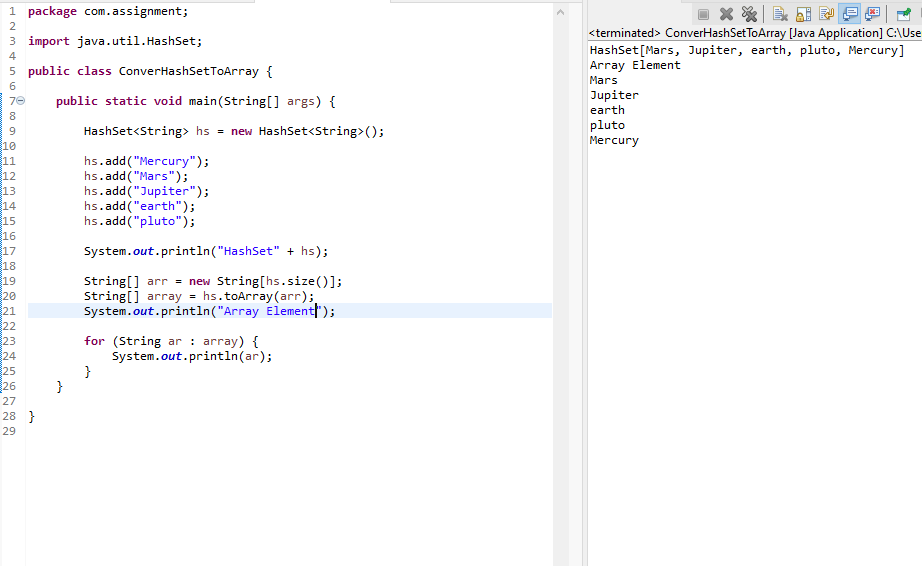 1 package com.assignment;
2
3 import java.util.HashSet;
4
5 public class ConverHashSetToArray {
6
7 public static void main(String[] args) {
8
9 HashSet<String> hs = new HashSet<String>();
10
11 hs.add("Mercury");
12 hs.add("Mars");
13 hs.add("Jupiter");
14 hs.add("earth");
15 hs.add("pluto");
16
17 System.out.println("HashSet" + hs);
18
19 String[] arr = new String[hs.size()];
20 String[] array = hs.toArray(arr);
21 System.out.println("Array Element");
22
23 for (String ar : array) {
24 System.out.println(ar);
25 }
26 }
27
28 }
29
<terminated> ConverHashSetToArray [Java Application] C:\Use
HashSet[Mars, Jupiter, earth, pluto, Mercury]
Array Element
Mars
Jupiter
earth
pluto
Mercury